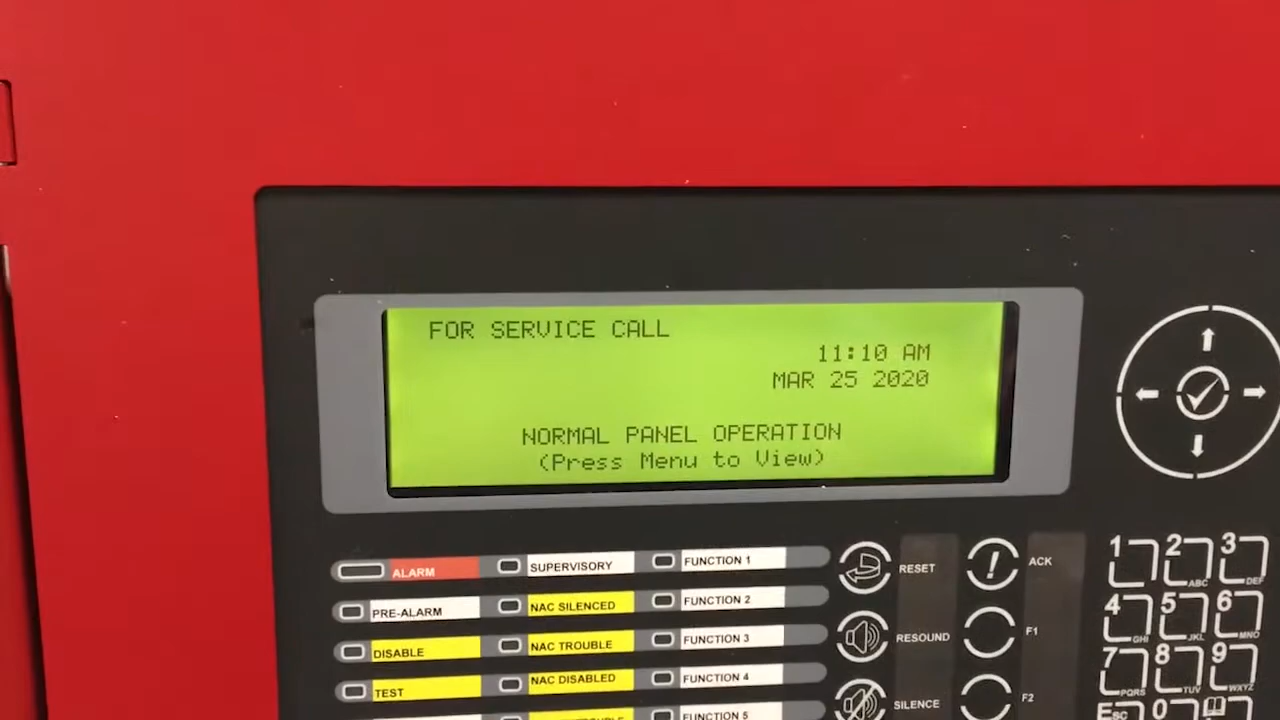 FOR SERVICE CALL
11:10 AM
MAR 25 2020
NORMAL PANEL OPERATION
(Press Menu to View)
ALARM
SUPERVISORY
FUNCTION 1
RESET
ACK
PRE-ALARM
NAC SILENCED
FUNCTION 2
DISABLE
NAC TROUBLE
FUNCTION 3
RESOUND
F1
TEST
NAC DISABLED
FUNCTION 4
SILENCE
F2
FUNCTION 5
1
2 ABC
3 DEF
4 GHI
5 JKL
6 MNO
7 PQRS
8 TUV
9 WXYZ
Esc
0